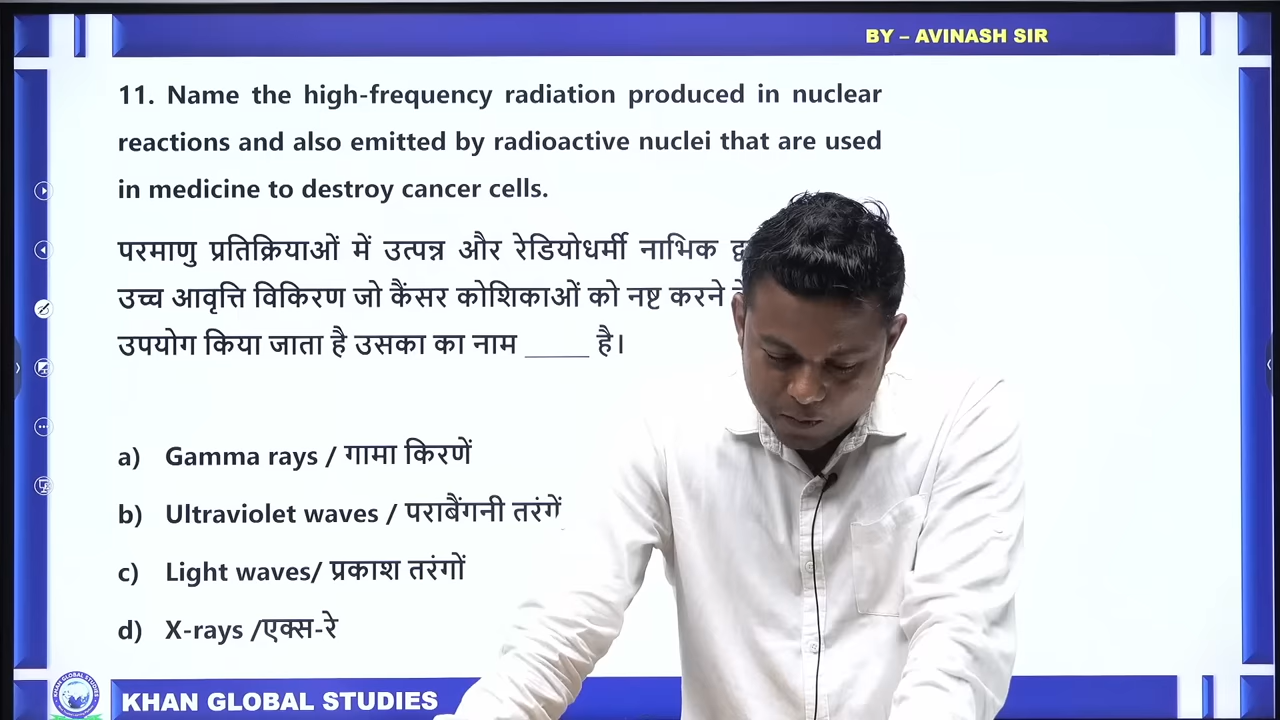 BY – AVINASH SIR
11. Name the high-frequency radiation produced in nuclear
reactions and also emitted by radioactive nuclei that are used
in medicine to destroy cancer cells.
परमाणु प्रतिक्रियाओं में उत्पन्न और रेडियोधर्मी नाभिक
उच्च आवृत्ति विकिरण जो कैंसर कोशिकाओं को नष्ट करने
उपयोग किया जाता है उसका का नाम _____ है।
a) Gamma rays / गामा किरणें
b) Ultraviolet waves / पराबैंगनी तरंगें
c) Light waves/ प्रकाश तरंगों
d) X-rays /एक्स-रे
KHAN GLOBAL STUDIES